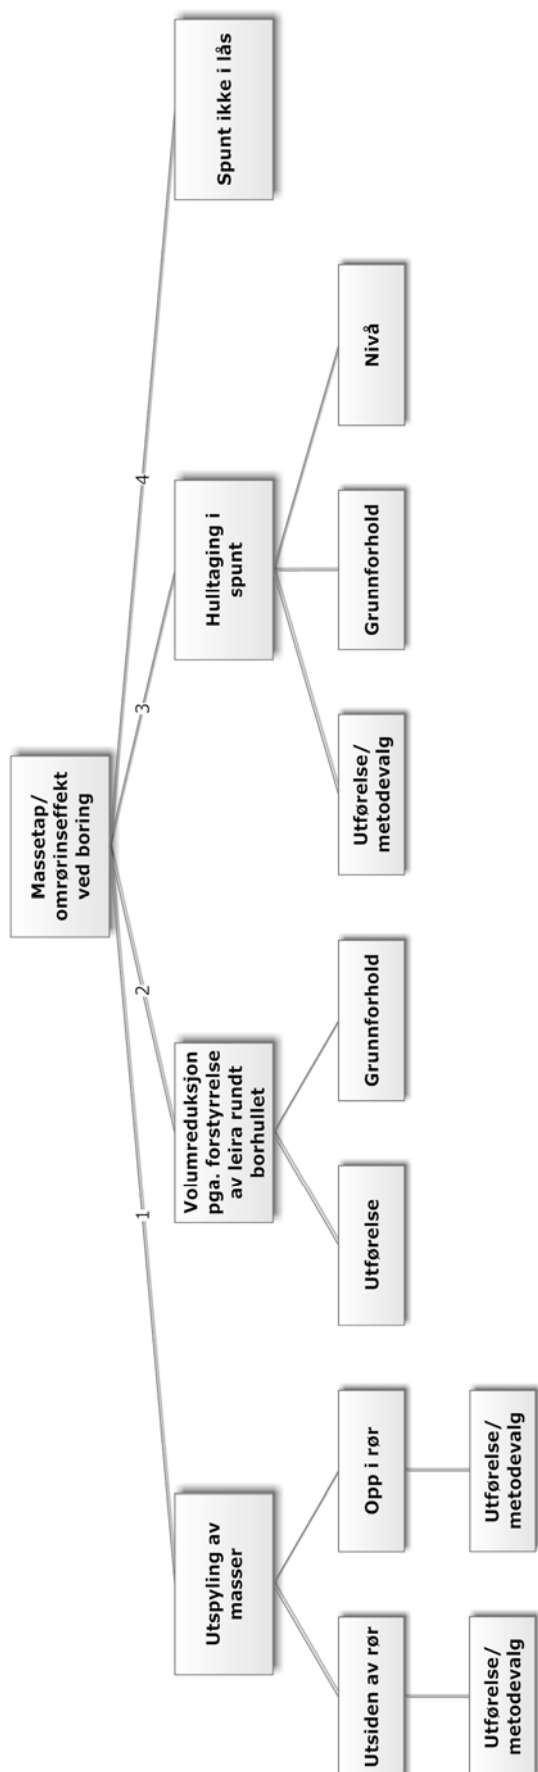 Massetap/
omrørinseffekt
ved boring
1
2
3
4
Utspyling av
masser
Volumreduksjon
pga. forstyrrelse
av leira rundt
borhullet
Hulltaging i
spunt
Spunt ikke i lås
Utsiden av rør
Opp i rør
Utførelse
Grunnforhold
Utførelse/
metodevalg
Grunnforhold
Nivå
Utførelse/
metodevalg
Utførelse/
metodevalg